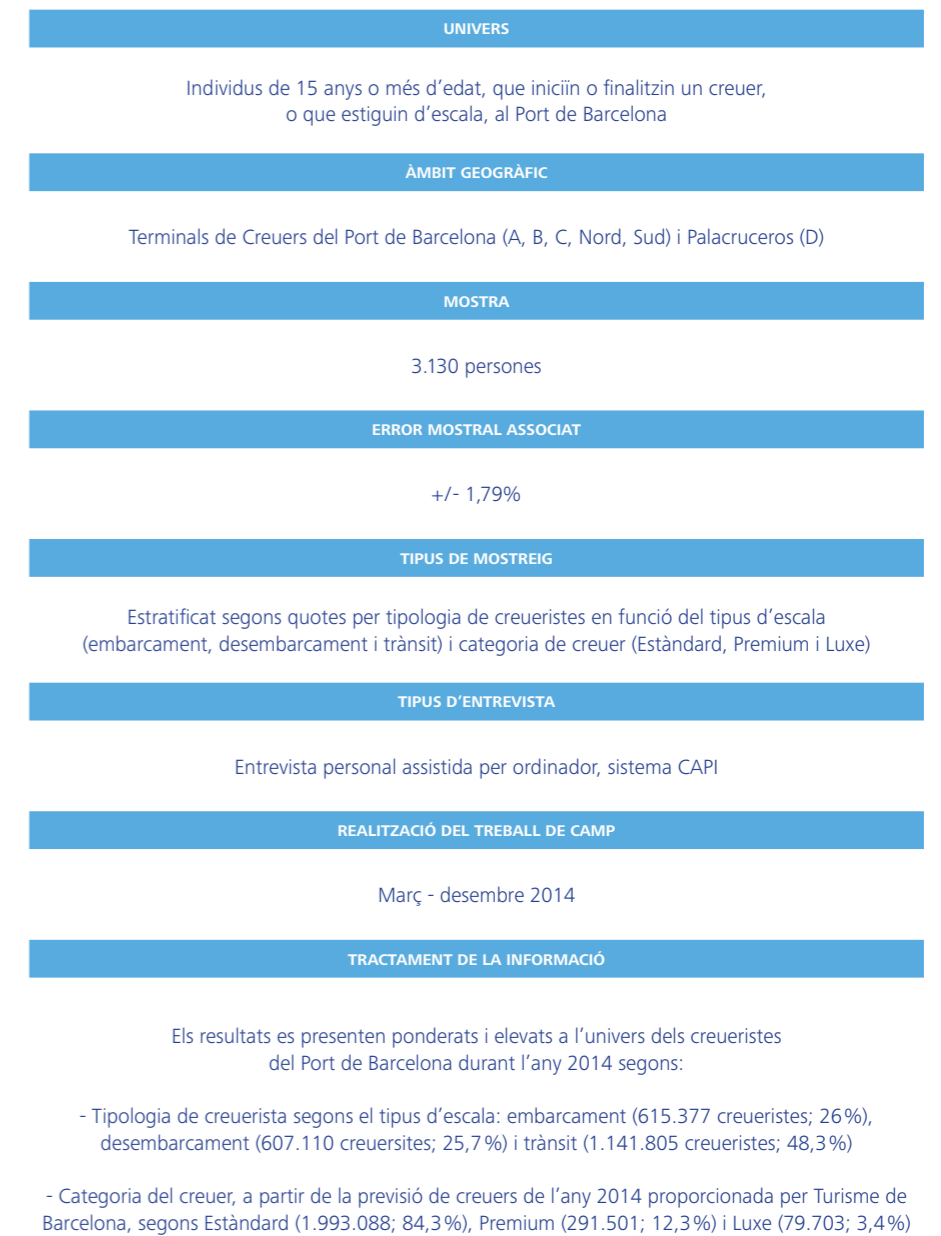 UNIVERS
Individus de 15 anys o més d’edat, que iniciïn o finalitzin un creuer,
o que estiguin d’escala, al Port de Barcelona
ÀMBIT GEOGRÀFIC
Terminals de Creuers del Port de Barcelona (A, B, C, Nord, Sud) i Palacruceros (D)
MOSTRA
3.130 persones
ERROR MOSTRAL ASSOCIAT
+/- 1,79%
TIPUS DE MOSTREIG
Estratificat segons quotes per tipologia de creueristes en funció del tipus d’escala
(embarcament, desembarcament i trànsit) i categoria de creuer (Estàndard, Premium i Luxe)
TIPUS D’ENTREVISTA
Entrevista personal assistida per ordinador, sistema CAPI
REALITZACIÓ DEL TREBALL DE CAMP
Març - desembre 2014
TRACTAMENT DE LA INFORMACIÓ
Els resultats es presenten ponderats i elevats a l’univers dels creueristes
del Port de Barcelona durant l’any 2014 segons:
- Tipologia de creuerista segons el tipus d’escala: embarcament (615.377 creueristes; 26%),
desembarcament (607.110 creuersites; 25,7%) i trànsit (1.141.805 creueristes; 48,3%)
- Categoria del creuer, a partir de la previsió de creuers de l’any 2014 proporcionada per Turisme de
Barcelona, segons Estàndard (1.993.088; 84,3%), Premium (291.501; 12,3%) i Luxe (79.703; 3,4%)